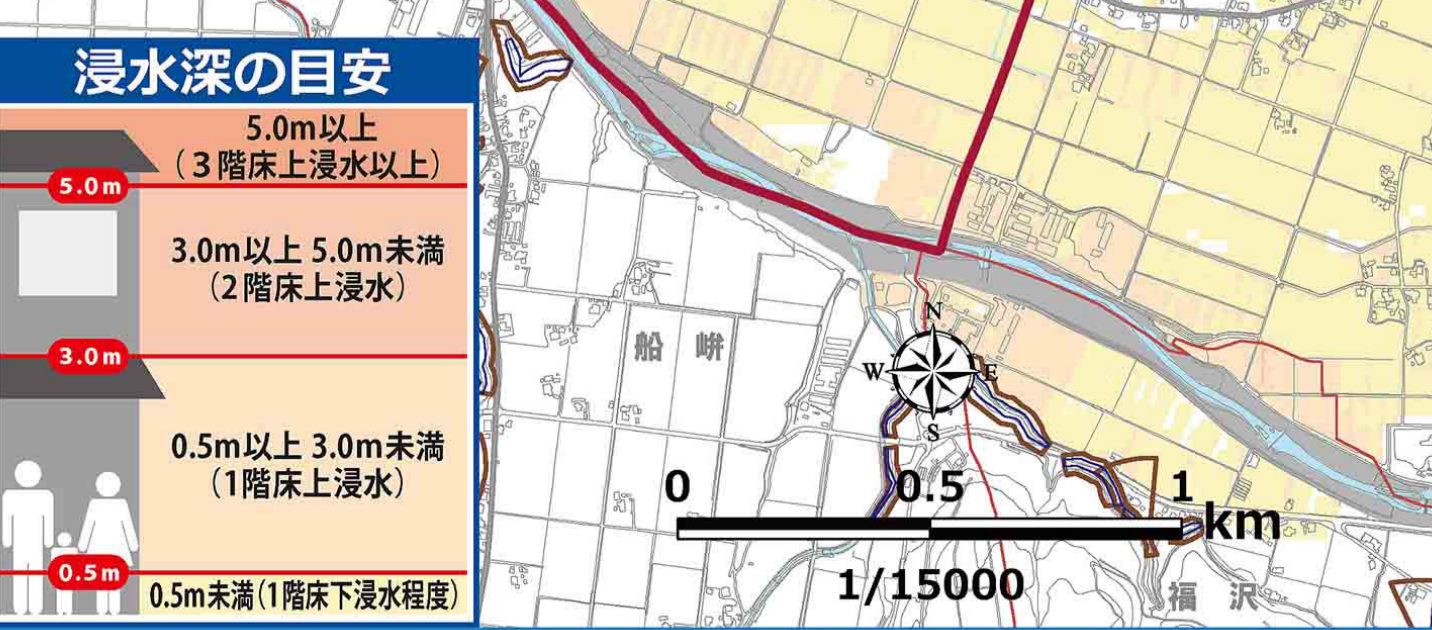 浸水深の目安
5.0m以上
（３階床上浸水以上）
5.0m
3.0m以上 5.0m未満
（2階床上浸水）
3.0m
0.5m以上 3.0m未満
（1階床上浸水）
0.5m
0.5m未満（1階床下浸水程度）
船 峅
N
W
E
S
0
0.5
1
km
1/15000
福 沢